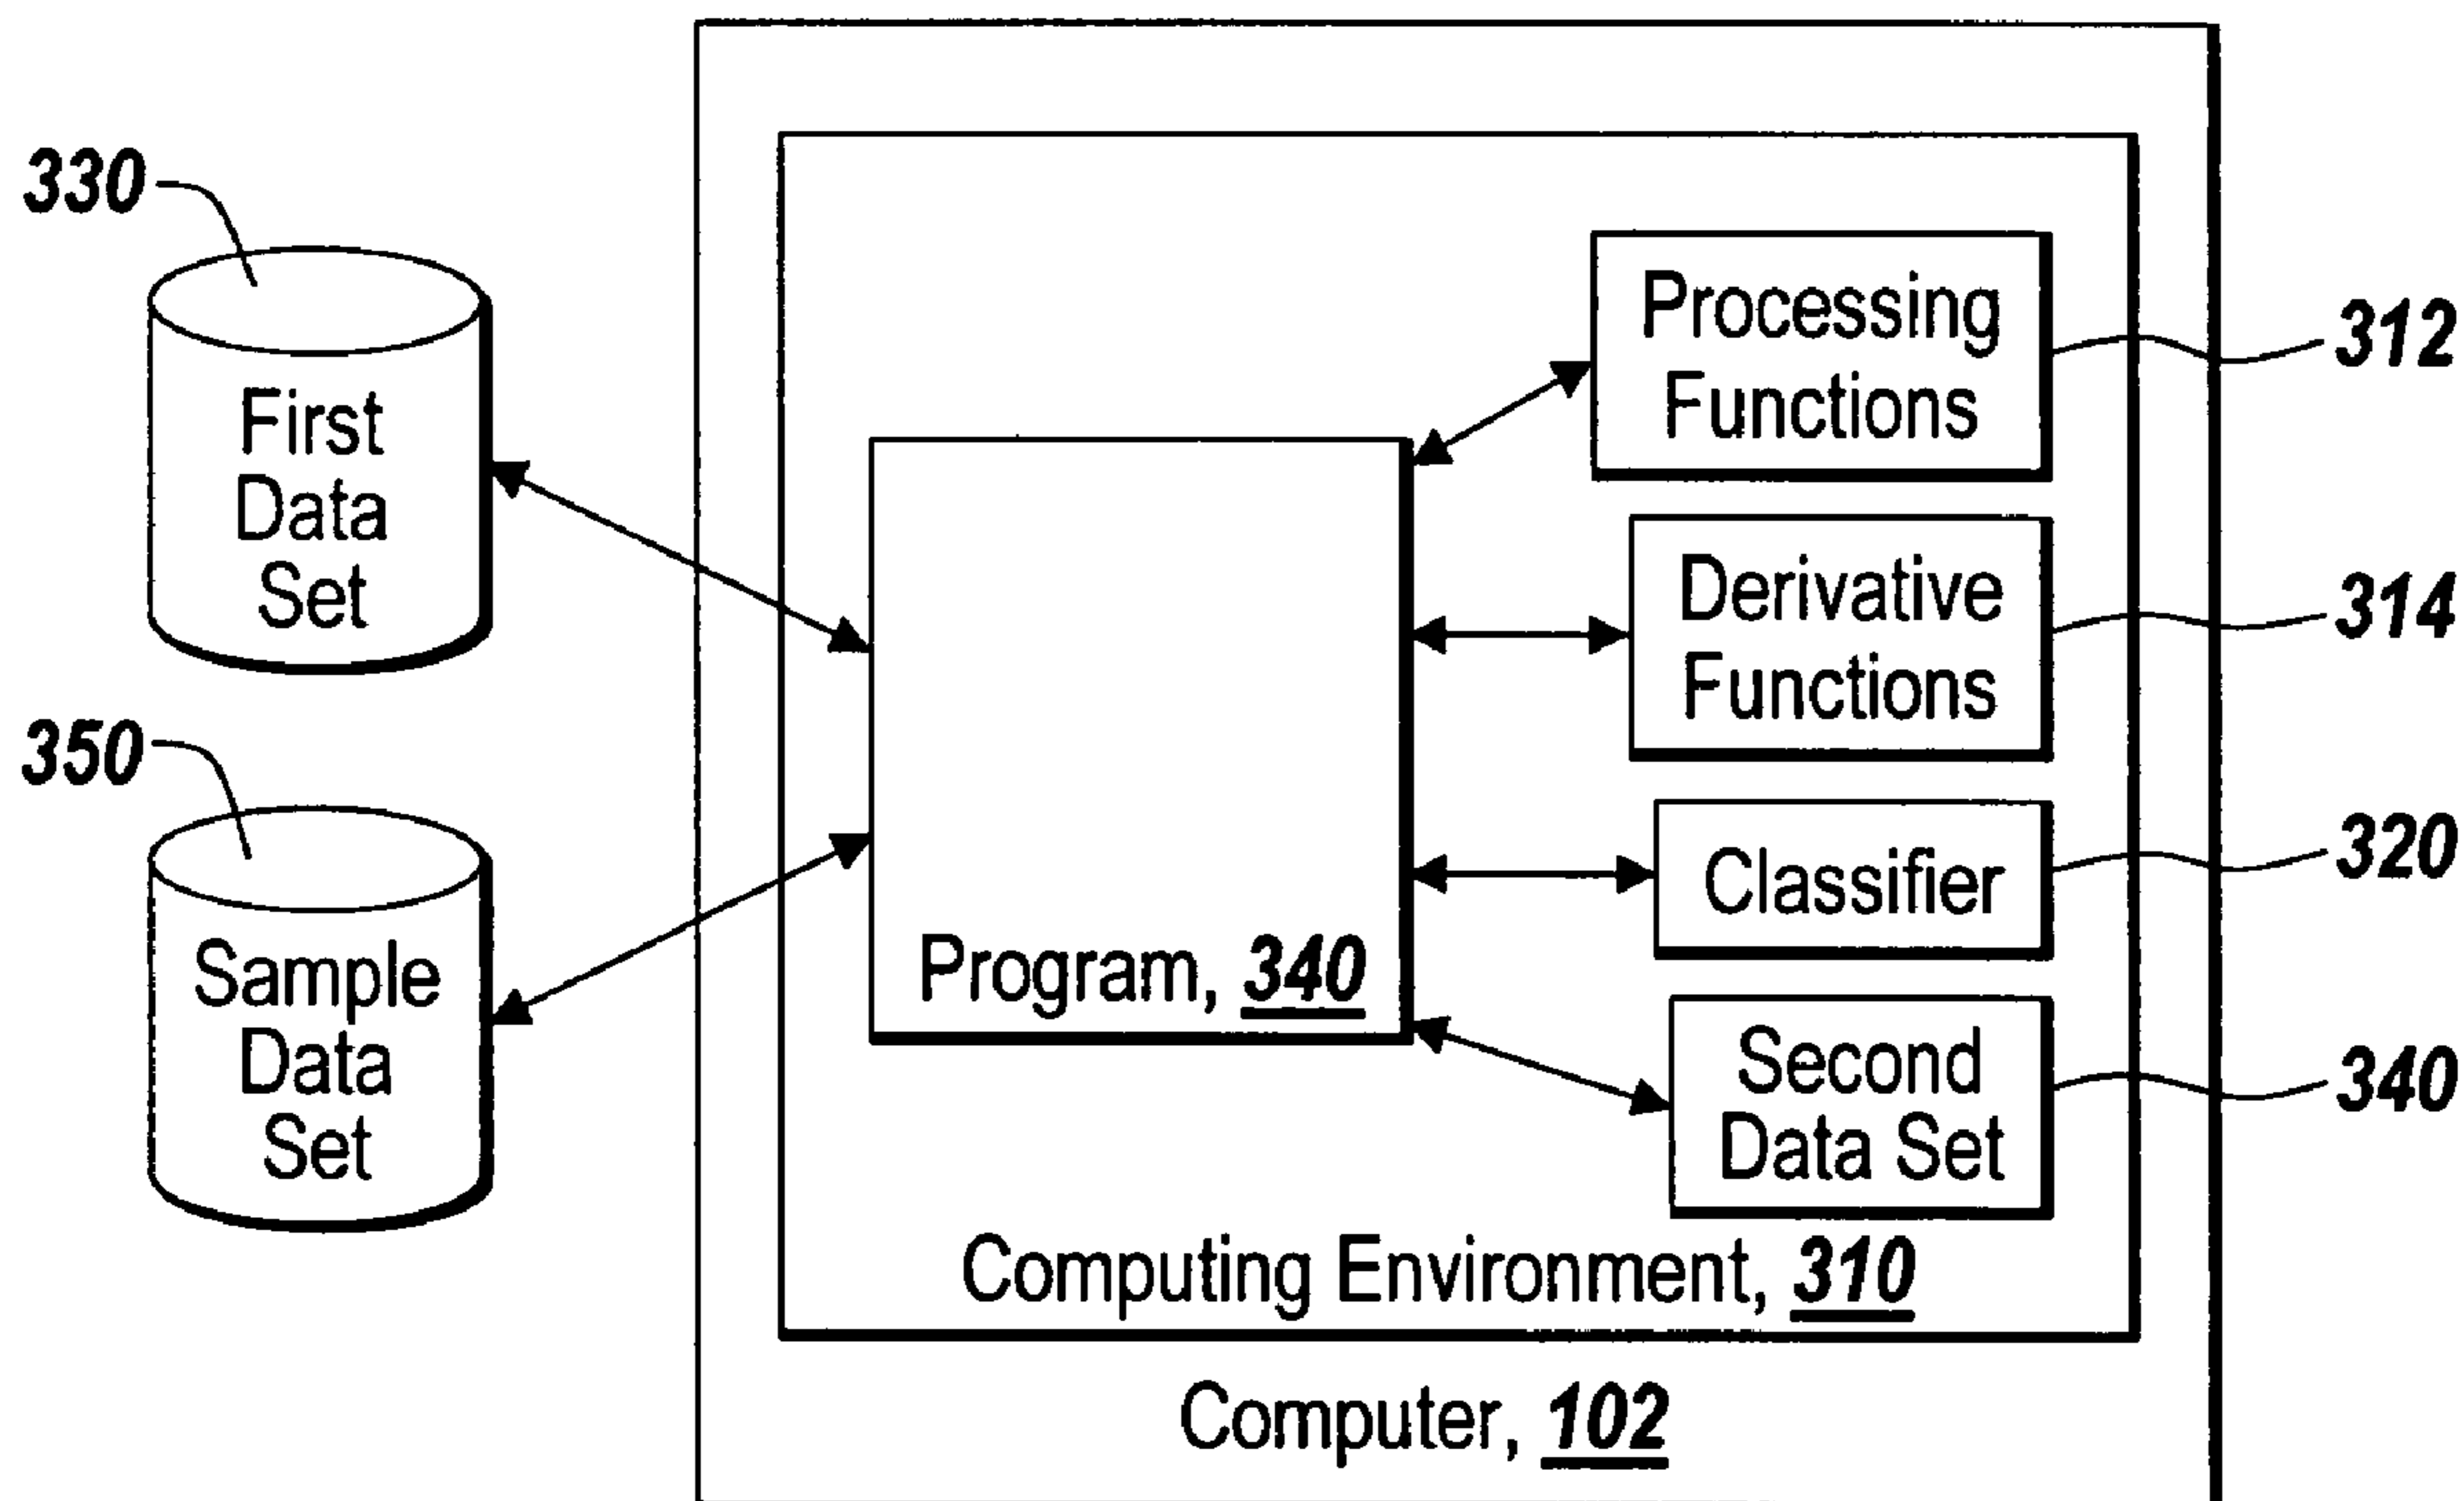 330
First
Data
Set
350
Sample
Data
Set
Processing
Functions
312
Derivative
Functions
314
Classifier
320
Second
Data Set
340
Program, 340
Computing Environment, 310
Computer, 102